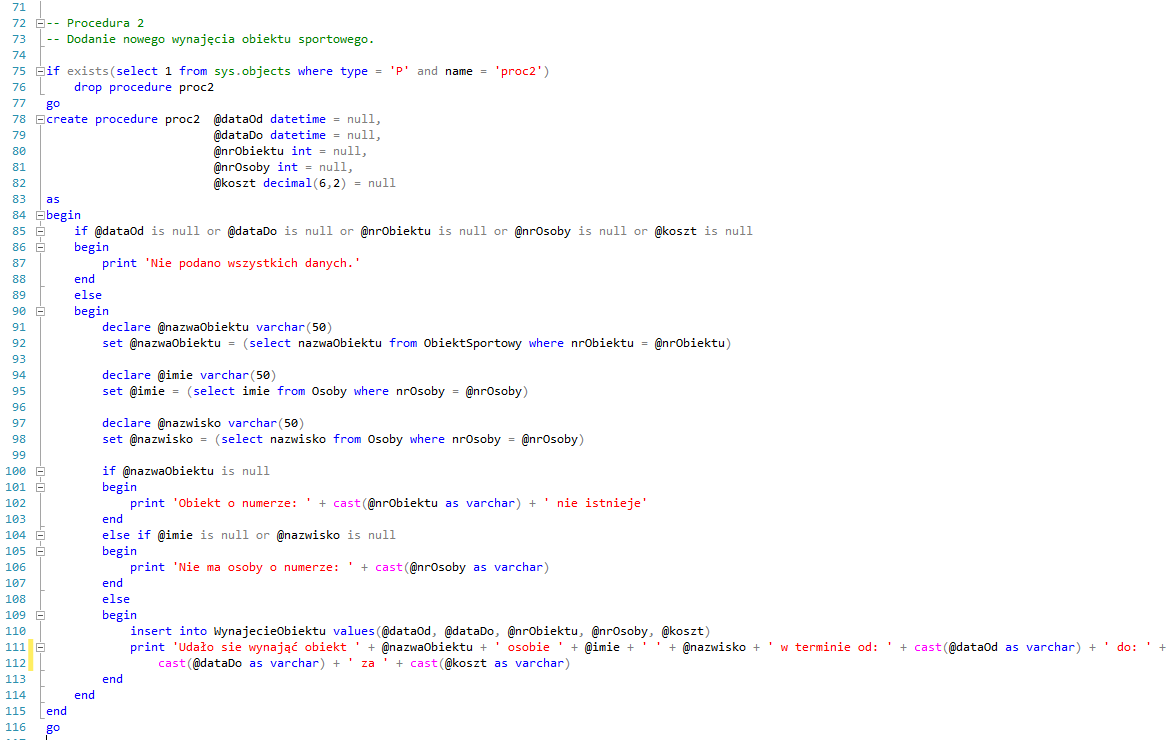 71
72 -- Procedura 2
73 -- Dodanie nowego wynajęcia obiektu sportowego.
74
75 if exists(select 1 from sys.objects where type = 'P' and name = 'proc2')
76     drop procedure proc2
77 go
78 create procedure proc2  @dataOd datetime = null,
79                         @dataDo datetime = null,
80                         @nrObiektu int = null,
81                         @nrOsoby int = null,
82                         @koszt decimal(6,2) = null
83 as
84 begin
85     if @dataOd is null or @dataDo is null or @nrObiektu is null or @nrOsoby is null or @koszt is null
86     begin
87         print 'Nie podano wszystkich danych.'
88     end
89     else
90     begin
91         declare @nazwaObiektu varchar(50)
92         set @nazwaObiektu = (select nazwaObiektu from ObiektSportowy where nrObiektu = @nrObiektu)
93
94         declare @imie varchar(50)
95         set @imie = (select imie from Osoby where nrOsoby = @nrOsoby)
96
97         declare @nazwisko varchar(50)
98         set @nazwisko = (select nazwisko from Osoby where nrOsoby = @nrOsoby)
99
100         if @nazwaObiektu is null
101         begin
102             print 'Obiekt o numerze: ' + cast(@nrObiektu as varchar) + ' nie istnieje'
103         end
104         else if @imie is null or @nazwisko is null
105         begin
106             print 'Nie ma osoby o numerze: ' + cast(@nrOsoby as varchar)
107         end
108         else
109         begin
110             insert into WynajecieObiektu values(@dataOd, @dataDo, @nrObiektu, @nrOsoby, @koszt)
111             print 'Udało sie wynająć obiekt ' + @nazwaObiektu + ' osobie ' + @imie + ' ' + @nazwisko + ' w terminie od: ' + cast(@dataOd as varchar) + ' do: ' +
112                 cast(@dataDo as varchar) + ' za ' + cast(@koszt as varchar)
113         end
114     end
115 end
116 go